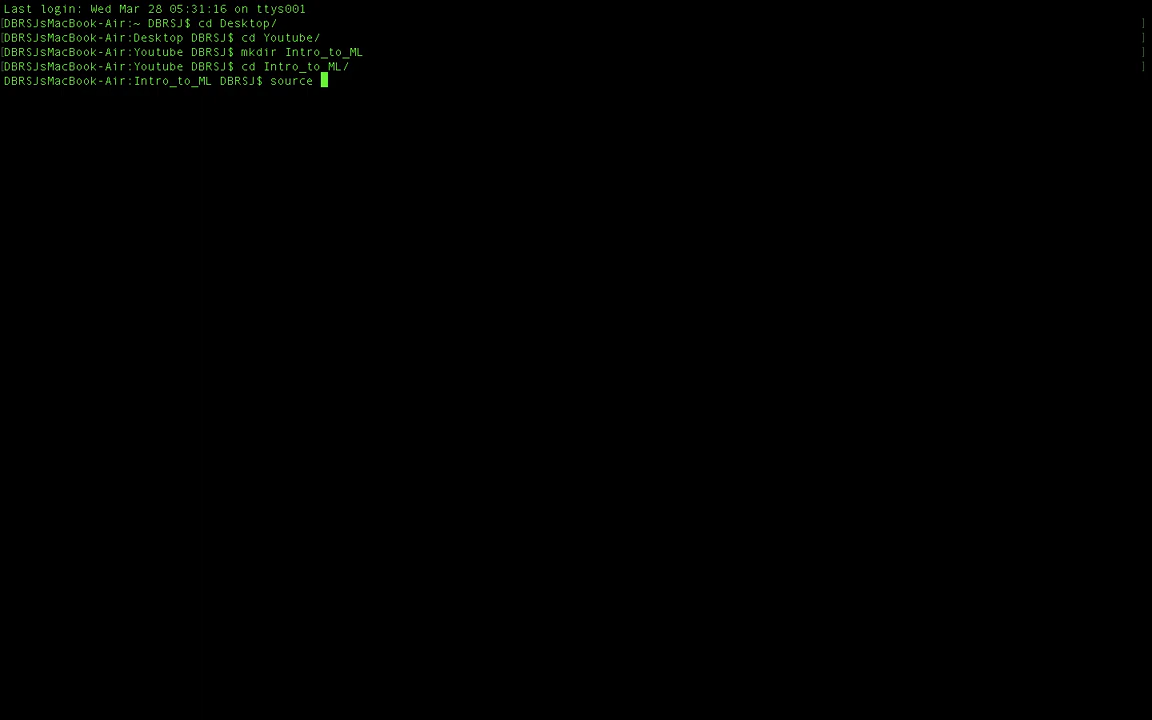 Last login: Wed Mar 28 05:31:16 on ttys001
[DBRSJsMacBook-Air:~ DBRSJ$ cd Desktop/ ]
[DBRSJsMacBook-Air:Desktop DBRSJ$ cd Youtube/ ]
[DBRSJsMacBook-Air:Youtube DBRSJ$ mkdir Intro_to_ML ]
[DBRSJsMacBook-Air:Youtube DBRSJ$ cd Intro_to_ML/ ]
DBRSJsMacBook-Air:Intro_to_ML DBRSJ$ source